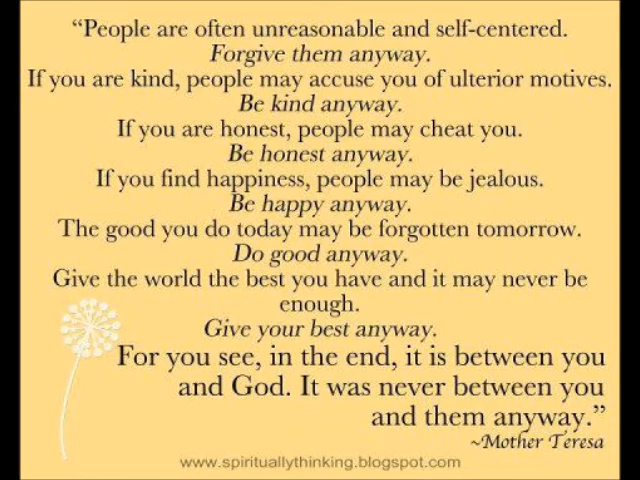 “People are often unreasonable and self-centered.
Forgive them anyway.
If you are kind, people may accuse you of ulterior motives.
Be kind anyway.
If you are honest, people may cheat you.
Be honest anyway.
If you find happiness, people may be jealous.
Be happy anyway.
The good you do today may be forgotten tomorrow.
Do good anyway.
Give the world the best you have and it may never be
enough.
Give your best anyway.
For you see, in the end, it is between you
and God. It was never between you
and them anyway.”
~Mother Teresa
www.spirituallythinking.blogspot.com